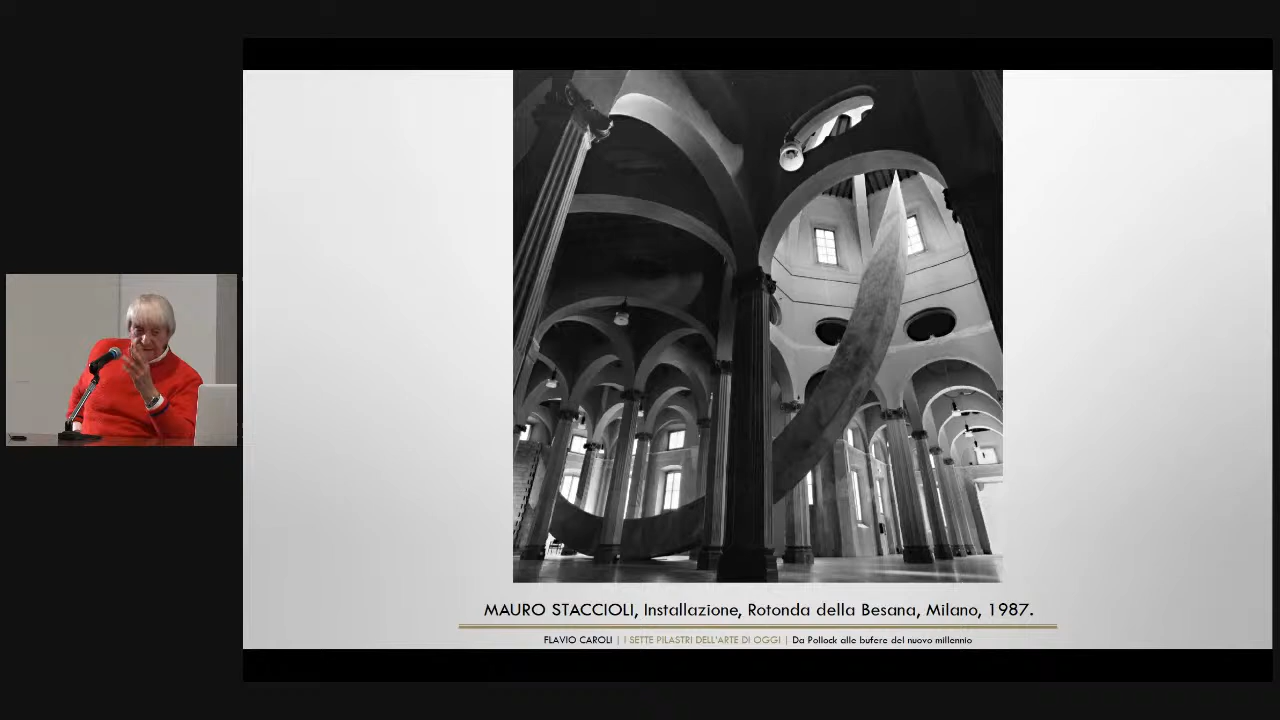 MAURO STACCIOLI, Installazione, Rotonda della Besana, Milano, 1987.
FLAVIO CAROLI | I SETTE PILASTRI DELL'ARTE DI OGGI | Da Pollock alle bufere del nuovo millennio